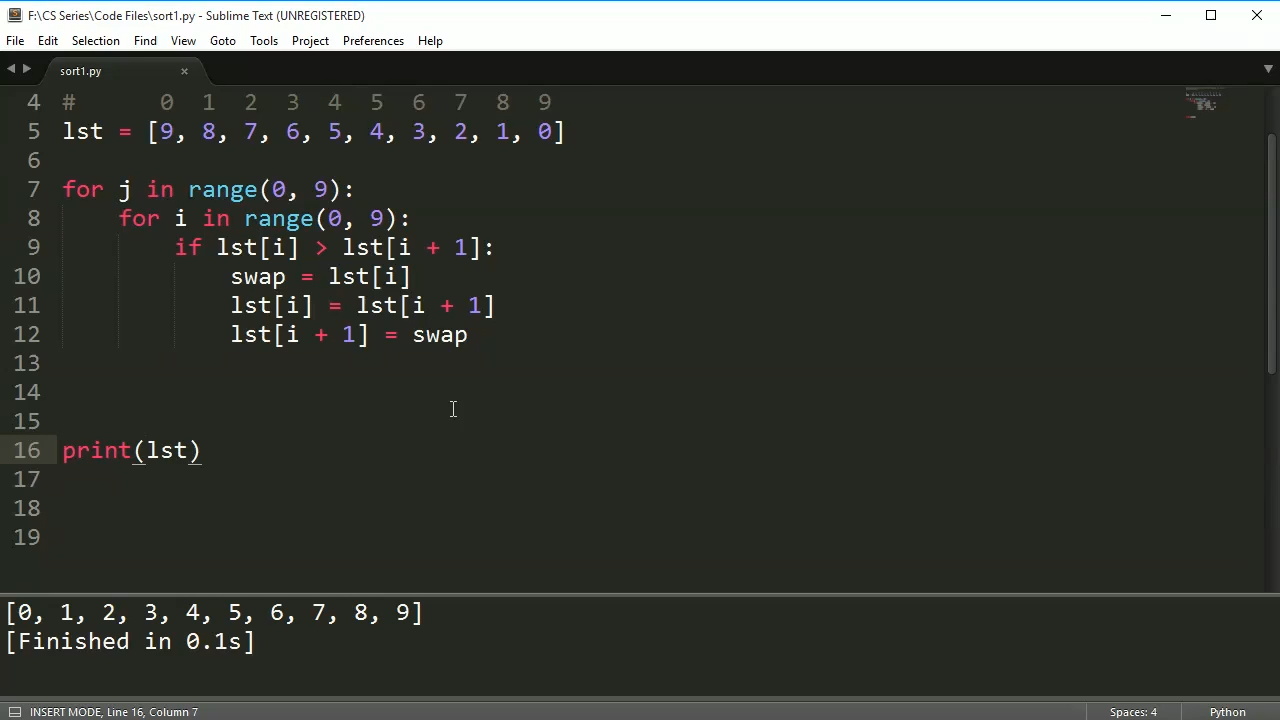 F:\CS Series\Code Files\sort1.py - Sublime Text (UNREGISTERED)
File Edit Selection Find View Goto Tools Project Preferences Help
sort1.py ×
4 # 0 1 2 3 4 5 6 7 8 9
5 lst = [9, 8, 7, 6, 5, 4, 3, 2, 1, 0]
6
7 for j in range(0, 9):
8     for i in range(0, 9):
9         if lst[i] > lst[i + 1]:
10             swap = lst[i]
11             lst[i] = lst[i + 1]
12             lst[i + 1] = swap
13
14
15
16 print(lst)
17
18
19
[0, 1, 2, 3, 4, 5, 6, 7, 8, 9]
[Finished in 0.1s]
INSERT MODE, Line 16, Column 7 Spaces: 4 Python